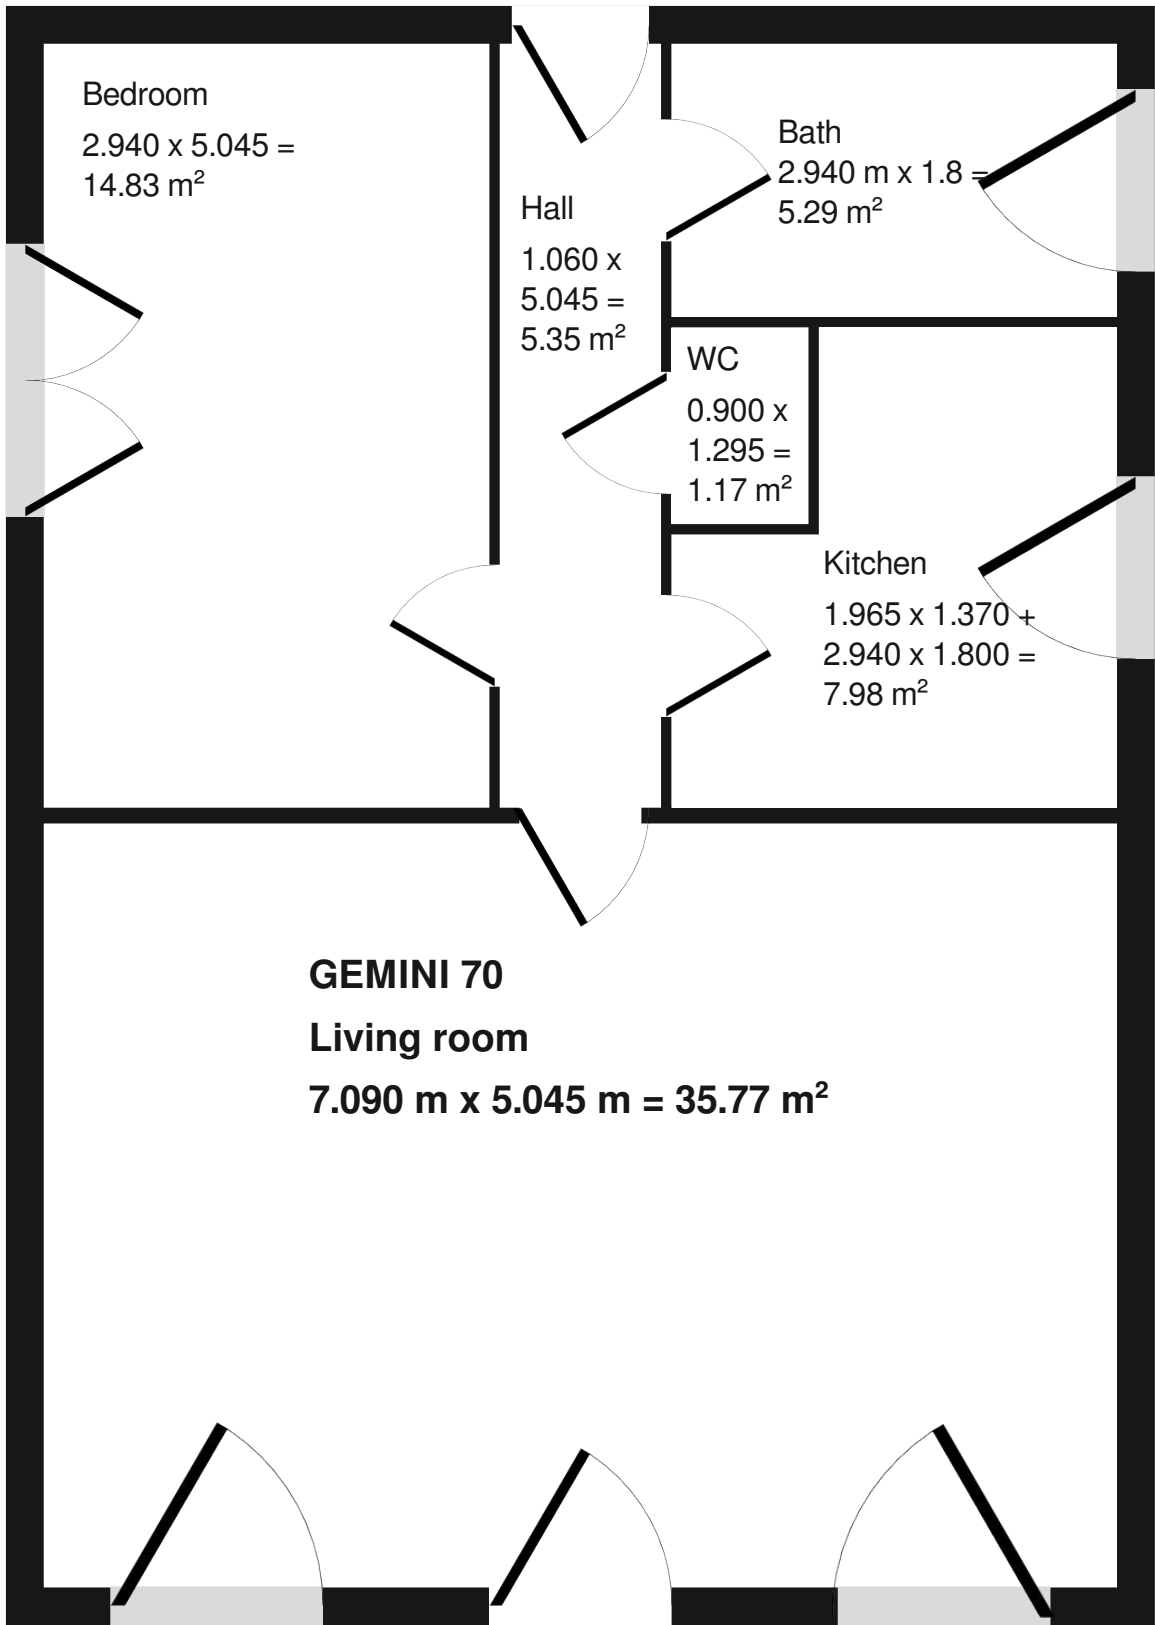 Bedroom
2.940 x 5.045 =
14.83 m²
Hall
1.060 x
5.045 =
5.35 m²
Bath
2.940 m x 1.8 =
5.29 m²
WC
0.900 x
1.295 =
1.17 m²
Kitchen
1.965 x 1.370 +
2.940 x 1.800 =
7.98 m²
GEMINI 70
Living room
7.090 m x 5.045 m = 35.77 m²